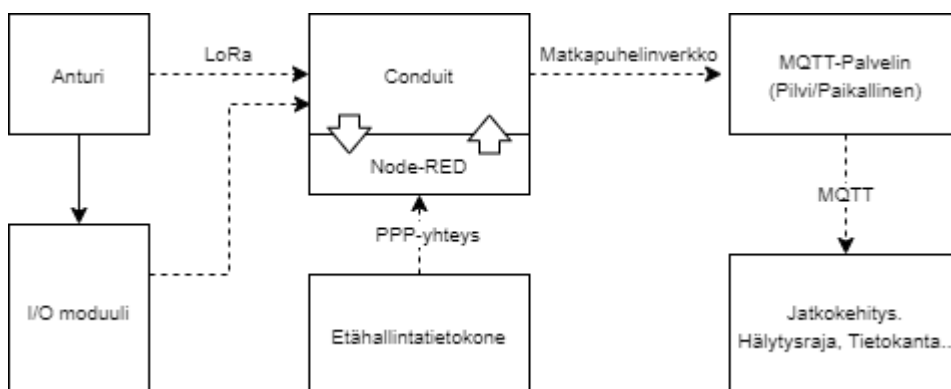 Anturi
LoRa
Conduit
Matkapuhelinverkko
MQTT-Palvelin
(Pilvi/Paikallinen)
Node-RED
MQTT
PPP-yhteys
I/O moduuli
Etähallintatietokone
Jatkokehitys.
Hälytysraja, Tietokanta..